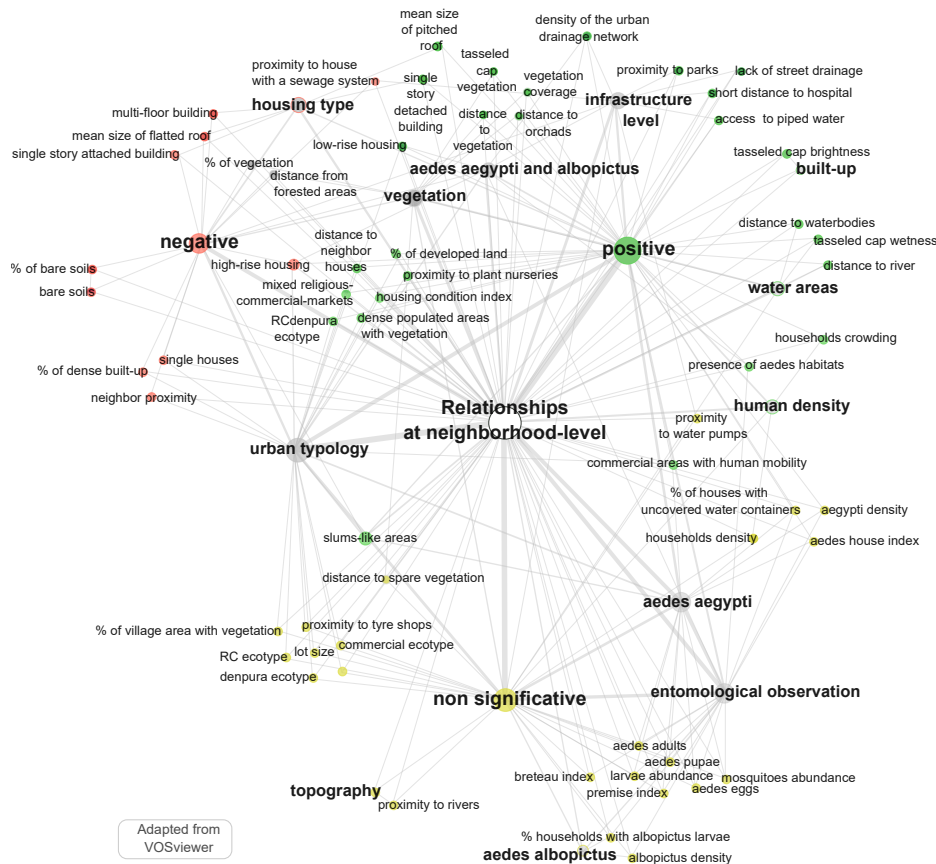 mean size
of pitched
roof
density of the urban
drainage network
proximity to house
with a sewage system
tasseled
cap
vegetation
vegetation
coverage
proximity to parks
lack of street drainage
housing type
single
story
detached
building
infrastructure
level
short distance to hospital
multi-floor building
distance
to
vegetation
distance to
orchads
access to piped water
mean size of flatted roof
single story attached building
low-rise housing
tasseled cap brightness
% of vegetation
distance from
forested areas
aedes aegypti and albopictus
built-up
vegetation
negative
distance to
neighbor
houses
% of developed land
positive
distance to waterbodies
tasseled cap wetness
% of bare soils
high-rise housing
proximity to plant nurseries
distance to river
bare soils
mixed religious-
commercial-markets
housing condition index
water areas
RCdenpura
ecotype
dense populated areas
with vegetation
households crowding
single houses
% of dense built-up
presence of aedes habitats
neighbor proximity
Relationships
at neighborhood-level
human density
proximity
to water pumps
urban typology
commercial areas with human mobility
% of houses with
uncovered water containers
aegypti density
slums-like areas
households density
aedes house index
distance to spare vegetation
aedes aegypti
% of village area with vegetation
proximity to tyre shops
commercial ecotype
RC ecotype
lot size
denpura ecotype
non significative
entomological observation
aedes adults
aedes pupae
breteau index
larvae abundance
mosquitoes abundance
topography
premise index
aedes eggs
proximity to rivers
Adapted from
VOSviewer
% households with albopictus larvae
aedes albopictus
albopictus density